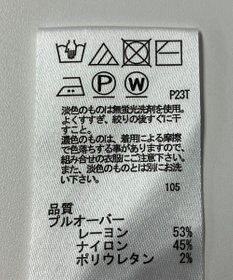 P23T
P
W
淡色のものは無蛍光洗剤を使用。
よくすすぎ、絞りの後すぐに干
すこと。
濃色のものは、着用による摩擦
で色落ちする事がありますので、
組み合せの衣服にご注意下さい。
また、淡色のものとは別にお洗
い下さい。
105
品質
プルオーバー
レーヨン 53%
ナイロン 45%
ポリウレタン 2%